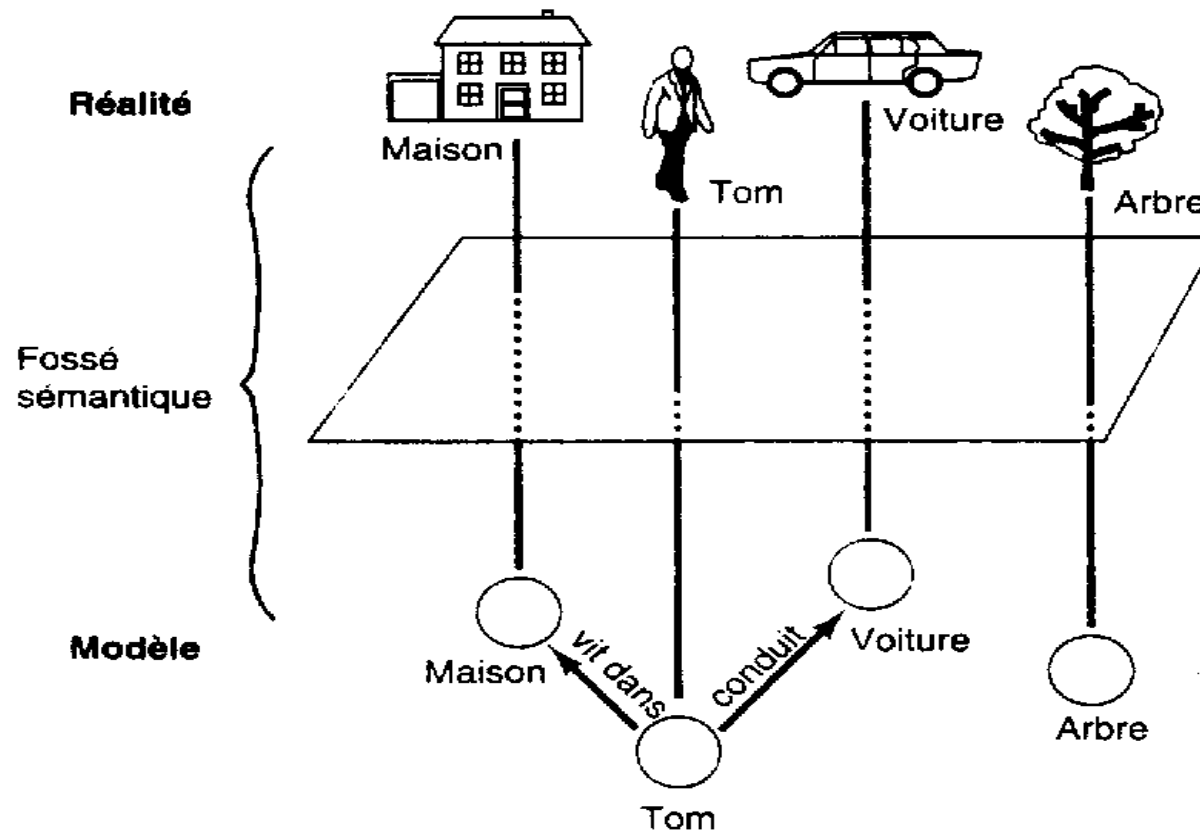 Réalité
Maison
Tom
Voiture
Arbre
Fossé
sémantique
Modèle
Maison
vit dans
conduit
Voiture
Arbre
Tom